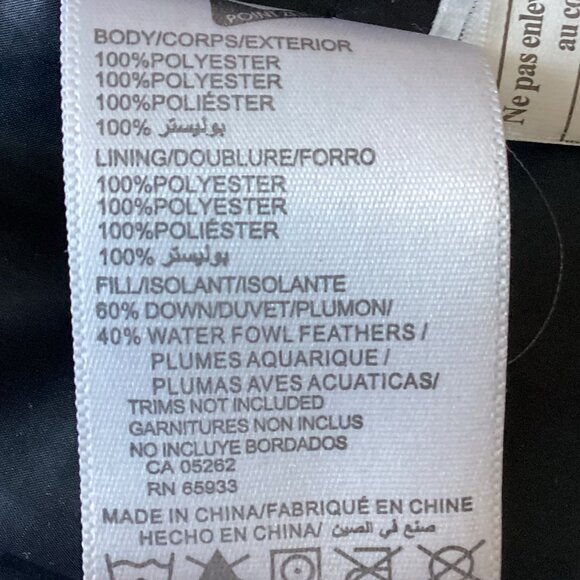 POINT Z
BODY/CORPS/EXTERIOR
100%POLYESTER
100%POLYESTER
100%POLIÉSTER
100% بوليستر
LINING/DOUBLURE/FORRO
100%POLYESTER
100%POLYESTER
100%POLIÉSTER
100% بوليستر
FILL/ISOLANT/ISOLANTE
60% DOWN/DUVET/PLUMON/
40% WATER FOWL FEATHERS /
PLUMES AQUARIQUE /
PLUMAS AVES ACUATICAS/
TRIMS NOT INCLUDED
GARNITURES NON INCLUS
NO INCLUYE BORDADOS
CA 05262
RN 65933
MADE IN CHINA/FABRIQUÉ EN CHINE
HECHO EN CHINA/ صنع في الصين
Ne pas enle
au co